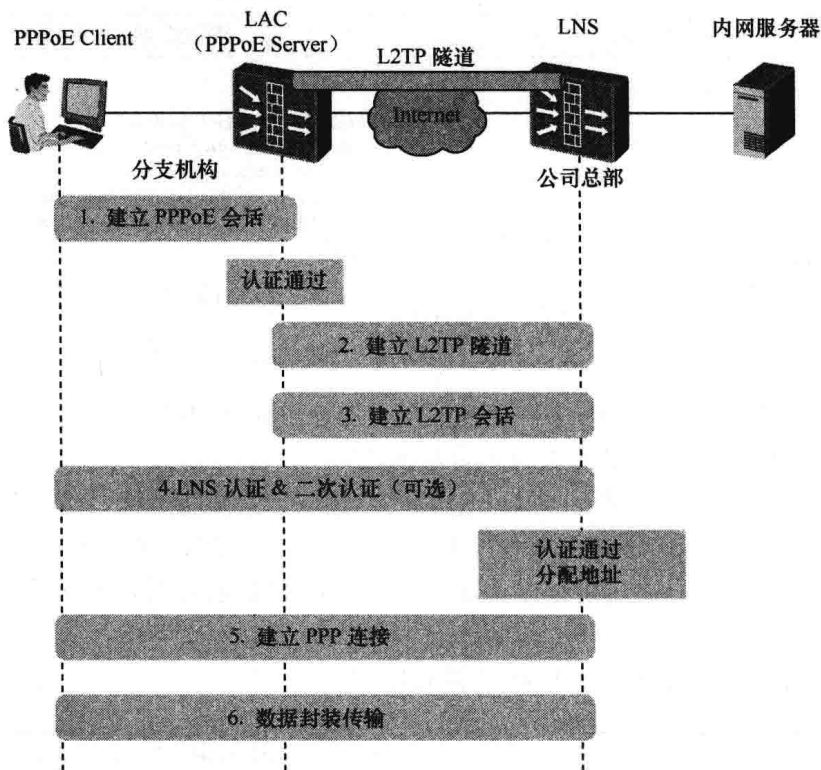 PPPoE Client
LAC
（PPPoE Server）
LNS
内网服务器
L2TP 隧道
Internet
分支机构
公司总部
1. 建立 PPPoE 会话
认证通过
2. 建立 L2TP 隧道
3. 建立 L2TP 会话
4.LNS 认证 & 二次认证（可选）
认证通过
分配地址
5. 建立 PPP 连接
6. 数据封装传输